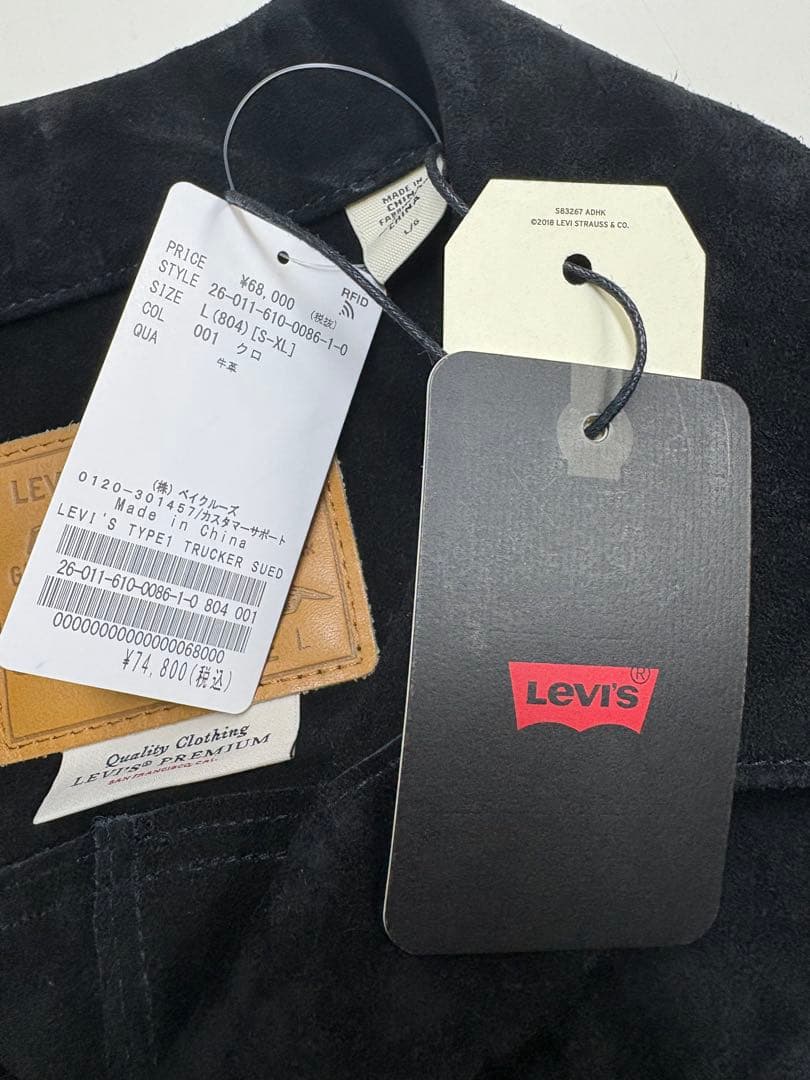 MADE IN
CHINA
FABRIC
CHINA
L/G
S83267 ADHK
©2018 LEVI STRAUSS & CO.
PRICE ¥68,000 (税抜)
RFID
STYLE 26-011-610-0086-1-0
SIZE L(804)[S-XL]
COL 001 クロ
QUA 牛革
(株)ベイクルーズ
0120-301457/カスタマーサポート
Made in China
LEVI'S TYPE1 TRUCKER SUED
26-011-610-0086-1-0 804 001
00000000000000068000
¥74,800(税込)
LEV
L
Quality Clothing
LEVI'S® PREMIUM
SAN FRANCISCO, CAL.
LEVI'S®